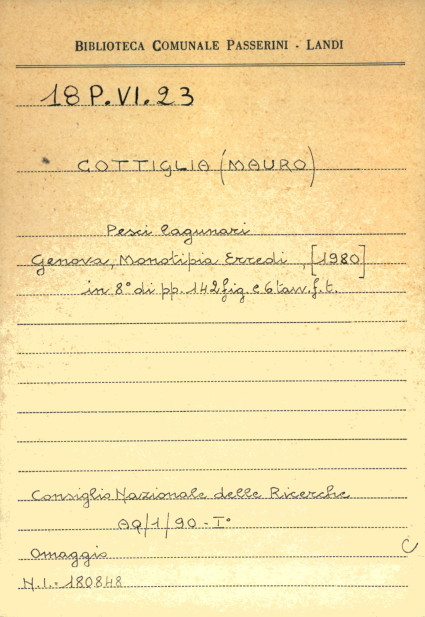 BIBLIOTECA COMUNALE PASSERINI - LANDI
18 P. VI. 23
COTTIGLIA (MAURO)
Pesci lagunari
Genova, Monotipia Erredi, [1980]
in 8° di pp. 142 fig. e 6 tav. f. t.
Consiglio Nazionale delle Ricerche
AQ/1/90 - I°
Omaggio
C
N.I. - 180848